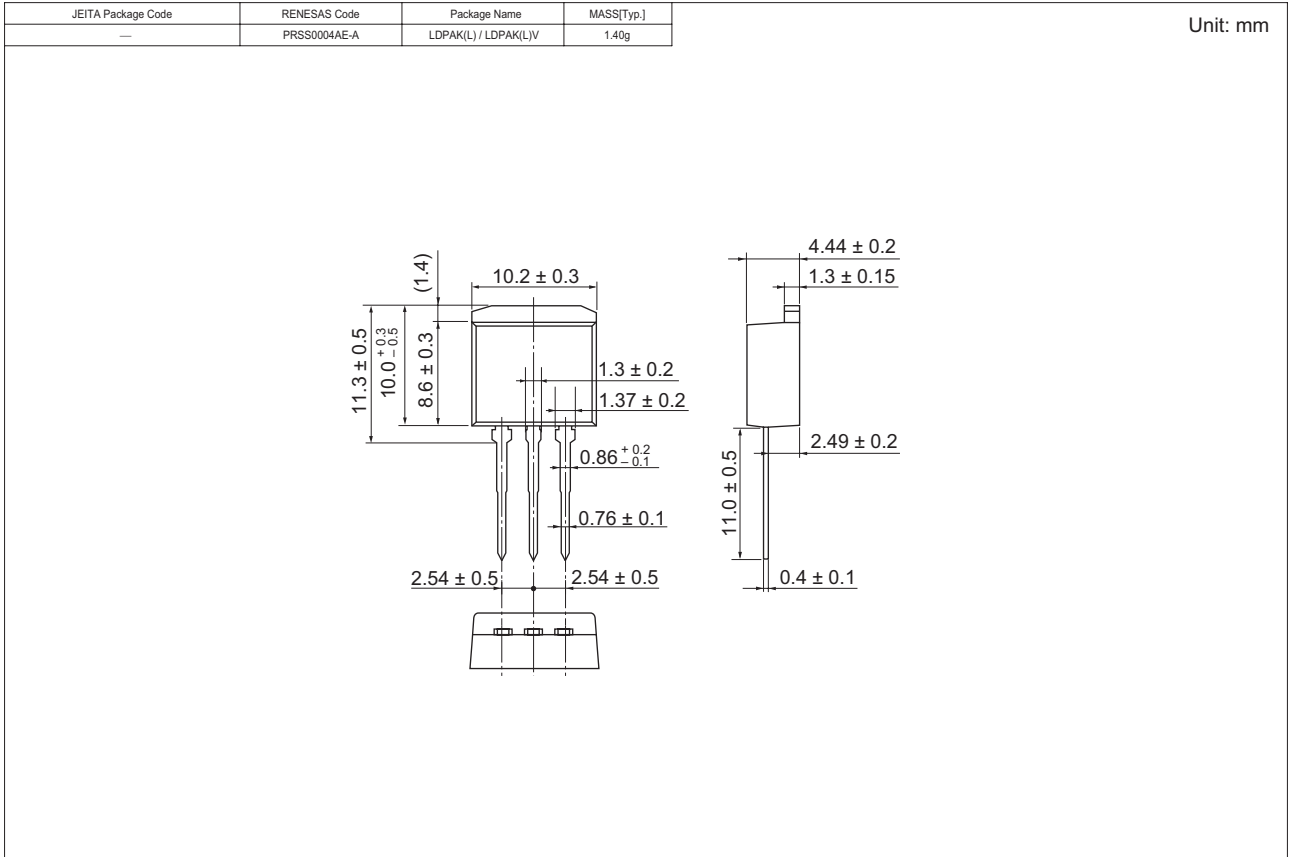 JEITA Package Code RENESAS Code Package Name MASS[Typ.]
— PRSS0004AE-A LDPAK(L) / LDPAK(L)V 1.40g
Unit: mm
4.44 ± 0.2
(1.4)
10.2 ± 0.3
1.3 ± 0.15
11.3 ± 0.5
10.0 + 0.3 – 0.5
8.6 ± 0.3
1.3 ± 0.2
1.37 ± 0.2
2.49 ± 0.2
0.86 + 0.2 – 0.1
11.0 ± 0.5
0.76 ± 0.1
2.54 ± 0.5
2.54 ± 0.5
0.4 ± 0.1